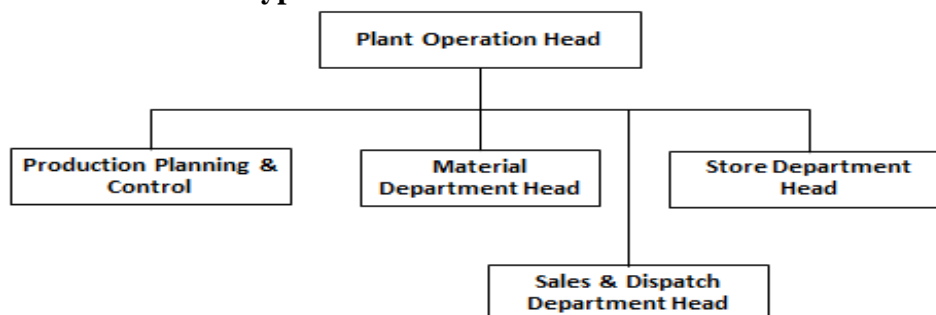 Plant Operation Head
Production Planning &
Control
Material
Department Head
Store Department
Head
Sales & Dispatch
Department Head